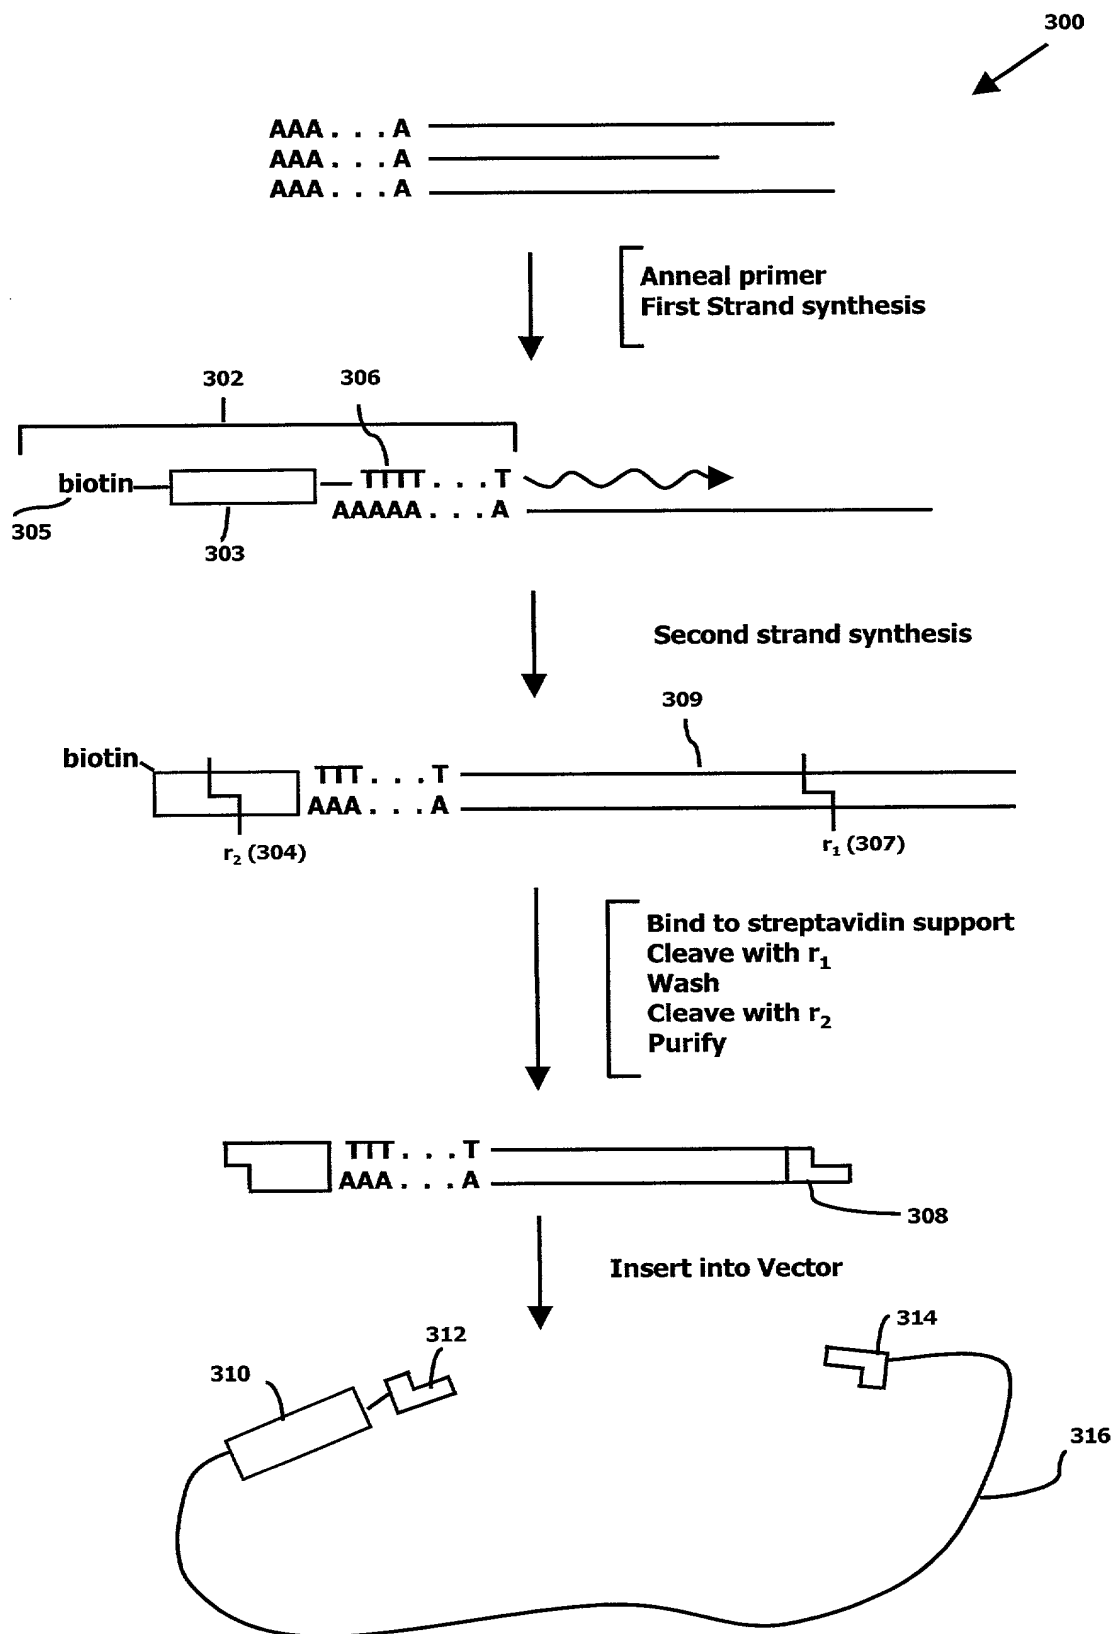 300
AAA . . . A
AAA . . . A
AAA . . . A
Anneal primer
First Strand synthesis
302
306
biotin
TTTT . . . T
AAAAA . . . A
305
303
Second strand synthesis
309
biotin
TTT . . . T
AAA . . . A
r₂ (304)
r₁ (307)
Bind to streptavidin support
Cleave with r₁
Wash
Cleave with r₂
Purify
TTT . . . T
AAA . . . A
308
Insert into Vector
314
312
310
316